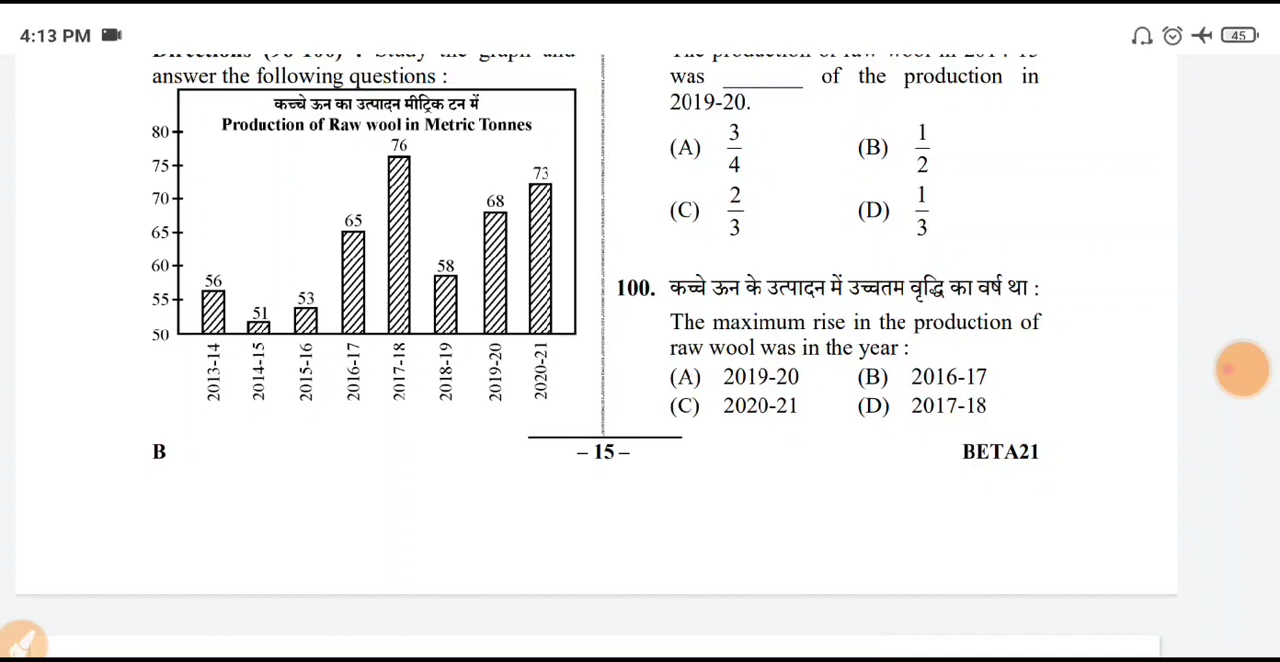 4:13 PM
45
answer the following questions :
कच्चे ऊन का उत्पादन मीट्रिक टन में
Production of Raw wool in Metric Tonnes
80
75
70
65
60
55
50
56
51
53
65
76
58
68
73
2013-14
2014-15
2015-16
2016-17
2017-18
2018-19
2019-20
2020-21
was ________ of the production in
2019-20.
(A) 3/4 (B) 1/2
(C) 2/3 (D) 1/3
100. कच्चे ऊन के उत्पादन में उच्चतम वृद्धि का वर्ष था :
The maximum rise in the production of
raw wool was in the year :
(A) 2019-20 (B) 2016-17
(C) 2020-21 (D) 2017-18
B
– 15 –
BETA21